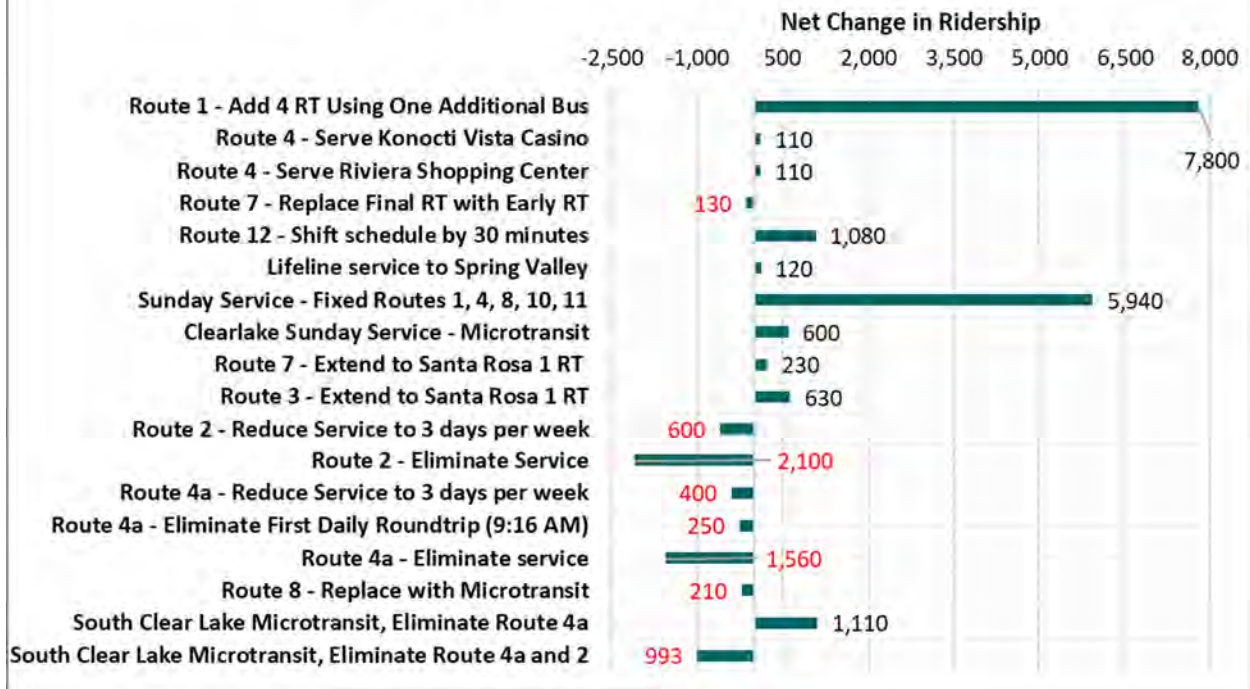 Net Change in Ridership
-2,500 -1,000 500 2,000 3,500 5,000 6,500 8,000
Route 1 - Add 4 RT Using One Additional Bus 7,800
Route 4 - Serve Konocti Vista Casino 110
Route 4 - Serve Riviera Shopping Center 110
Route 7 - Replace Final RT with Early RT 130
Route 12 - Shift schedule by 30 minutes 1,080
Lifeline service to Spring Valley 120
Sunday Service - Fixed Routes 1, 4, 8, 10, 11 5,940
Clearlake Sunday Service - Microtransit 600
Route 7 - Extend to Santa Rosa 1 RT 230
Route 3 - Extend to Santa Rosa 1 RT 630
Route 2 - Reduce Service to 3 days per week 600
Route 2 - Eliminate Service 2,100
Route 4a - Reduce Service to 3 days per week 400
Route 4a - Eliminate First Daily Roundtrip (9:16 AM) 250
Route 4a - Eliminate service 1,560
Route 8 - Replace with Microtransit 210
South Clear Lake Microtransit, Eliminate Route 4a 1,110
South Clear Lake Microtransit, Eliminate Route 4a and 2 993